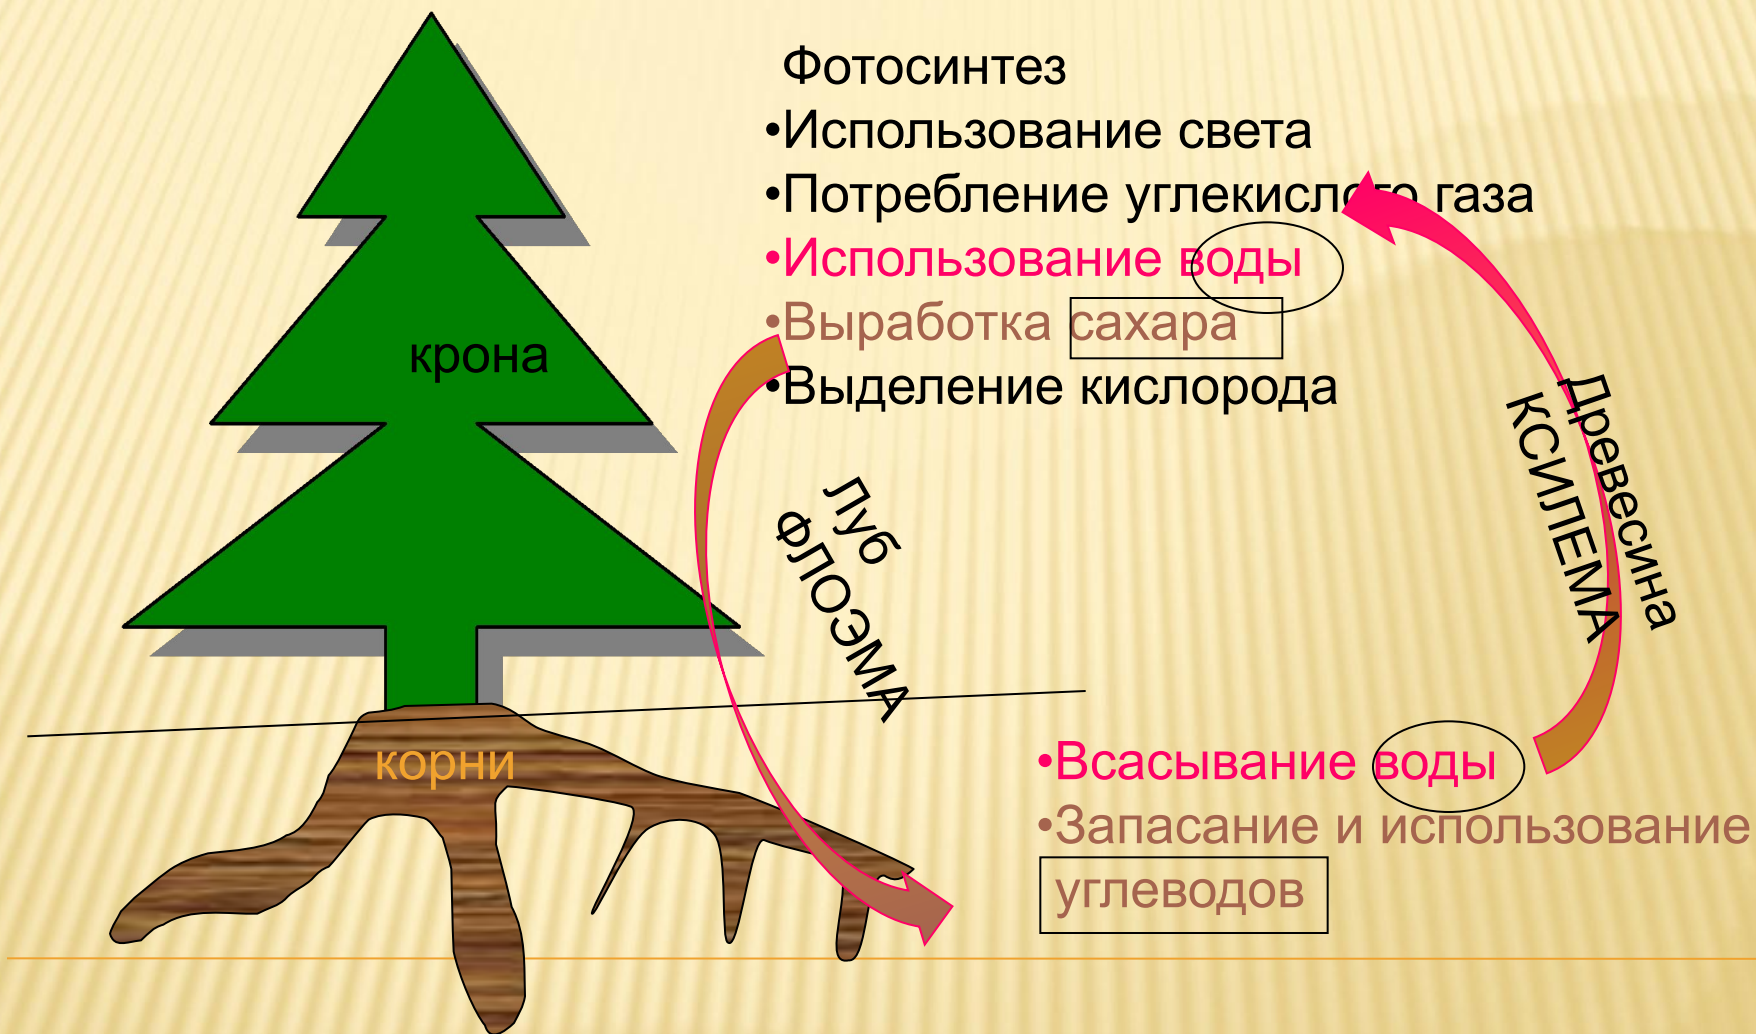 Фотосинтез
•Использование света
•Потребление углекислого газа
•Использование воды
•Выработка сахара
•Выделение кислорода
крона
Луб
ФЛОЭМА
Древесина
КСИЛЕМА
корни
•Всасывание воды
•Запасание и использование
углеводов